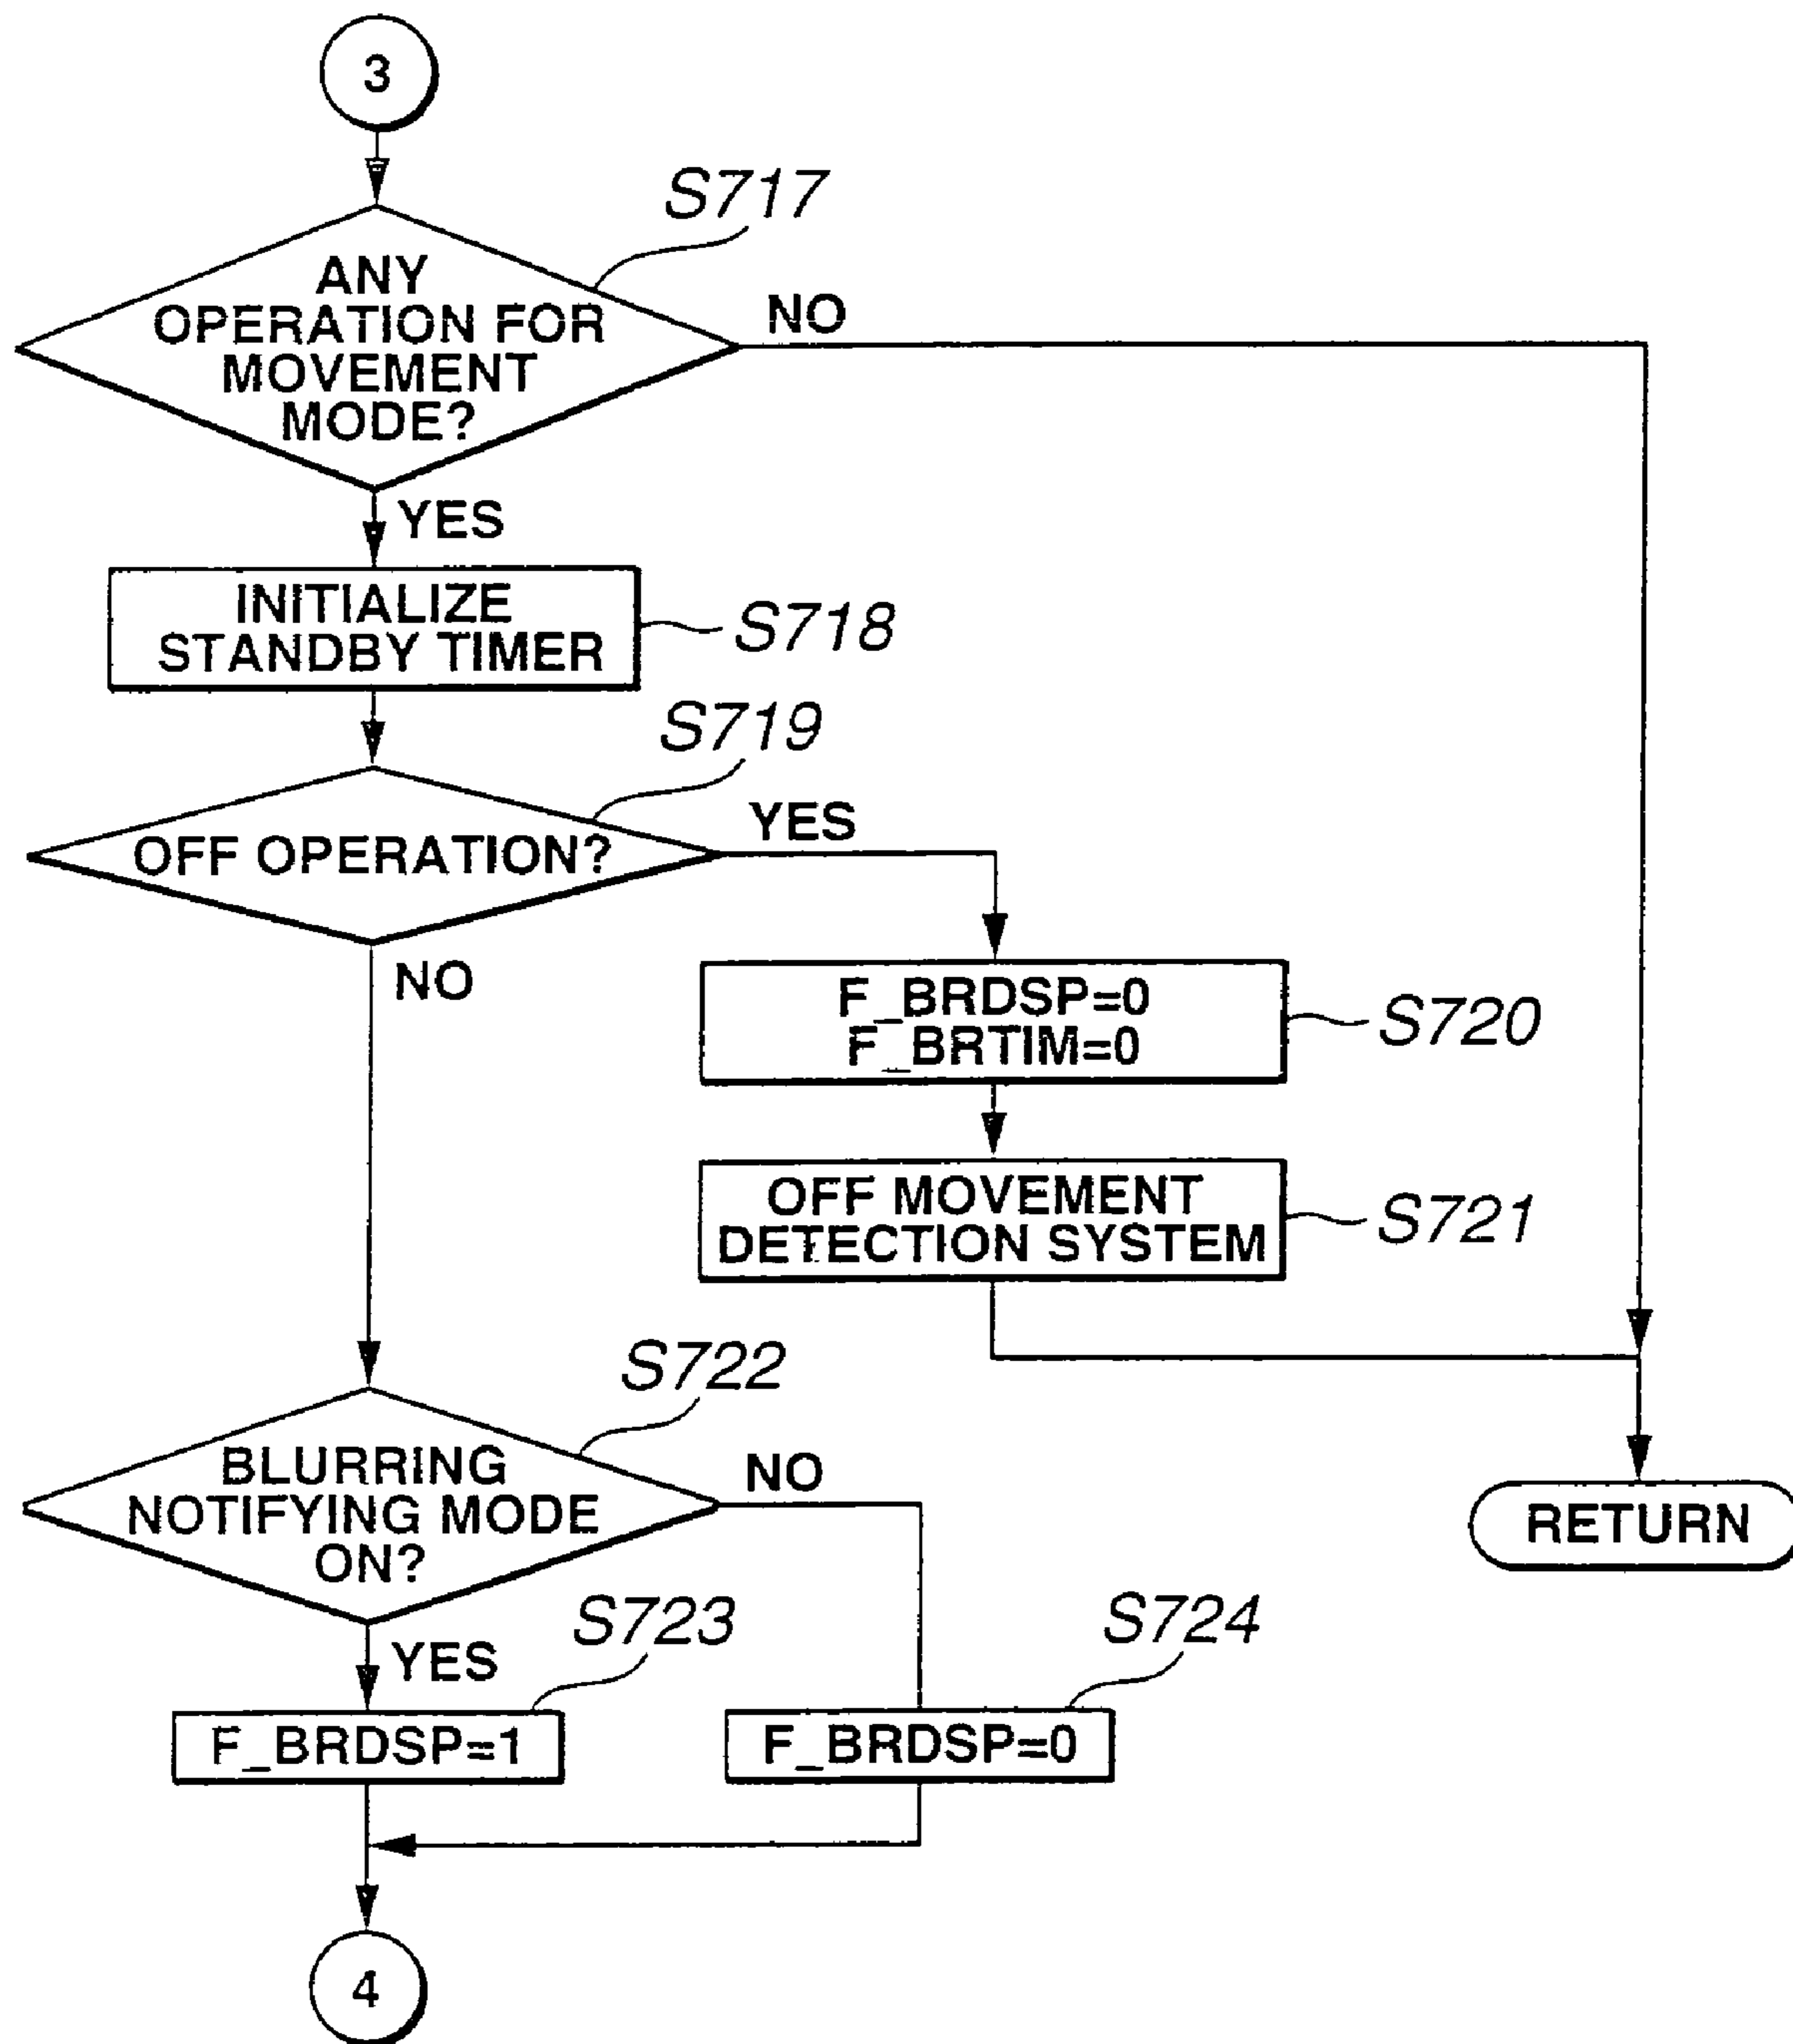 3
S717
ANY
OPERATION FOR
MOVEMENT
MODE?
NO
YES
INITIALIZE
STANDBY TIMER
S718
S719
OFF OPERATION?
YES
NO
F_BRDSP=0
F_BRTIM=0
S720
OFF MOVEMENT
DETECTION SYSTEM
S721
S722
BLURRING
NOTIFYING MODE
ON?
NO
RETURN
YES
S723
S724
F_BRDSP=1
F_BRDSP=0
4